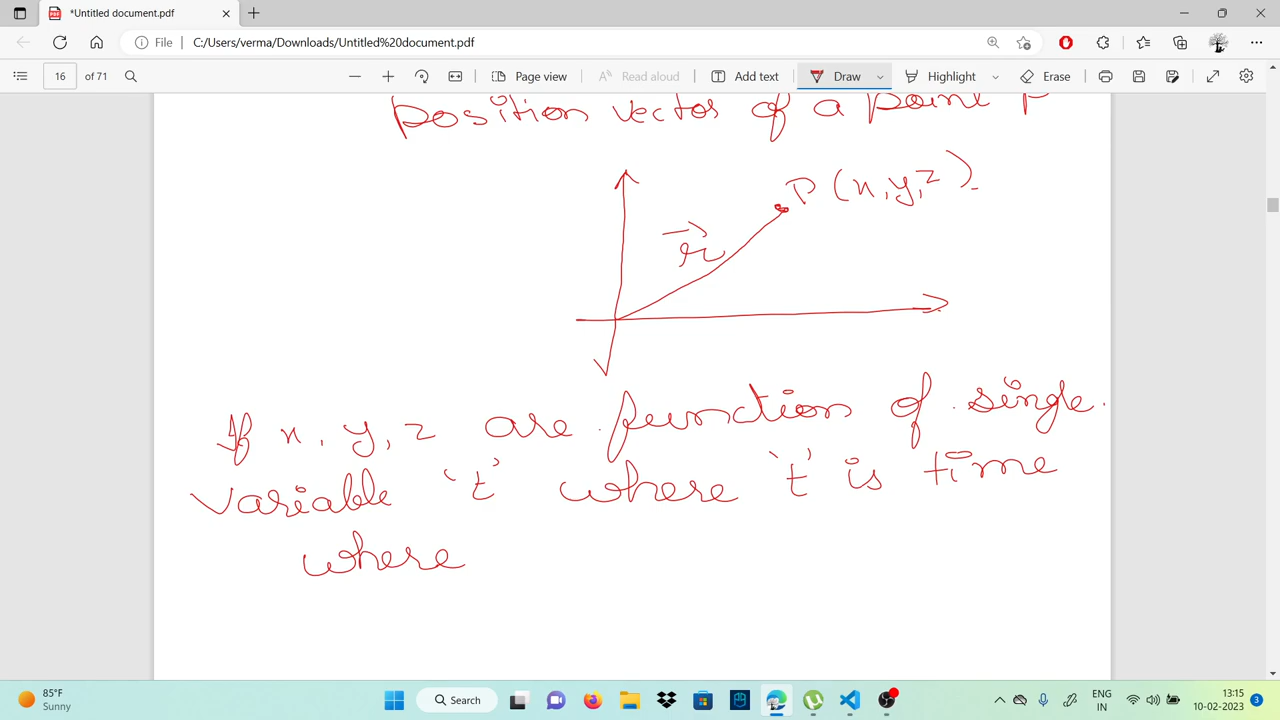 *Untitled document.pdf
File C:/Users/verma/Downloads/Untitled%20document.pdf
16 of 71 Page view Read aloud Add text Draw Highlight Erase
Position vector of a point P
P (x, y, z)
r
If x, y, z are function of single
variable 't' where 't' is time
where
85°F
Sunny
Search
ENG
IN
13:15
10-02-2023
3